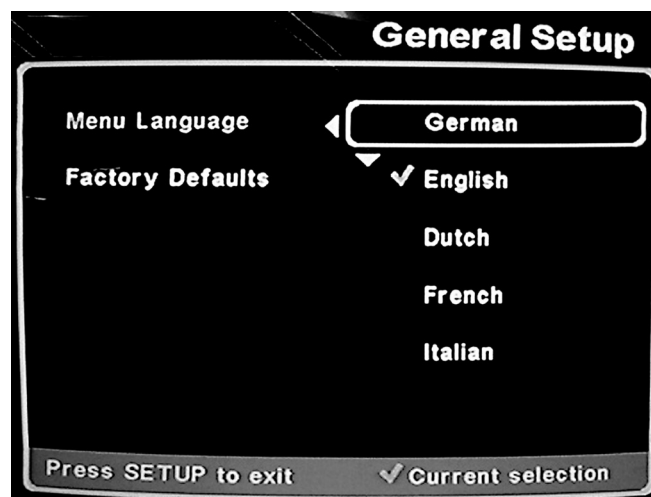 General Setup
Menu Language
German
Factory Defaults
English
Dutch
French
Italian
Press SETUP to exit
Current selection